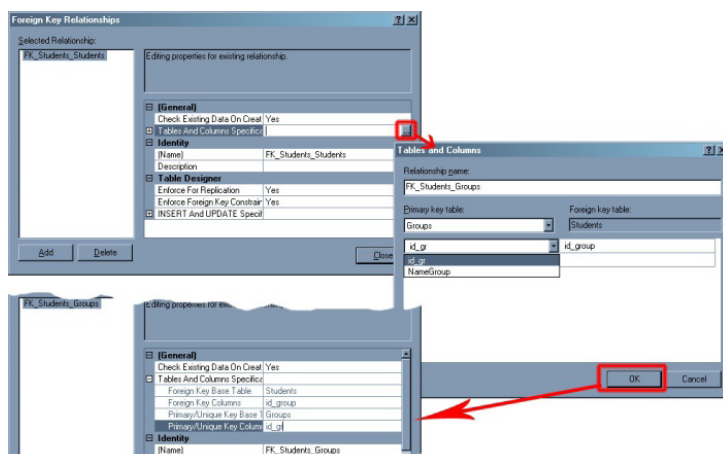 Foreign Key Relationships
Selected Relationship:
FK_Students_Students
Editing properties for existing relationship.
(General)
Check Existing Data On Creat Yes
Tables And Columns Specifica
Identity
(Name) FK_Students_Students
Description
Table Designer
Enforce For Replication Yes
Enforce Foreign Key Constrain Yes
INSERT And UPDATE Specif
Add Delete Close
Tables and Columns
Relationship name:
FK_Students_Groups
Primary key table: Foreign key table:
Groups Students
id_gr id_group
id_gr
NameGroup
OK Cancel
FK_Students_Groups
Editing properties for
(General)
Check Existing Data On Creat Yes
Tables And Columns Specifica
Foreign Key Base Table Students
Foreign Key Columns id_group
Primary/Unique Key Base T Groups
Primary/Unique Key Colum id_gr
Identity
(Name) FK_Students_Groups